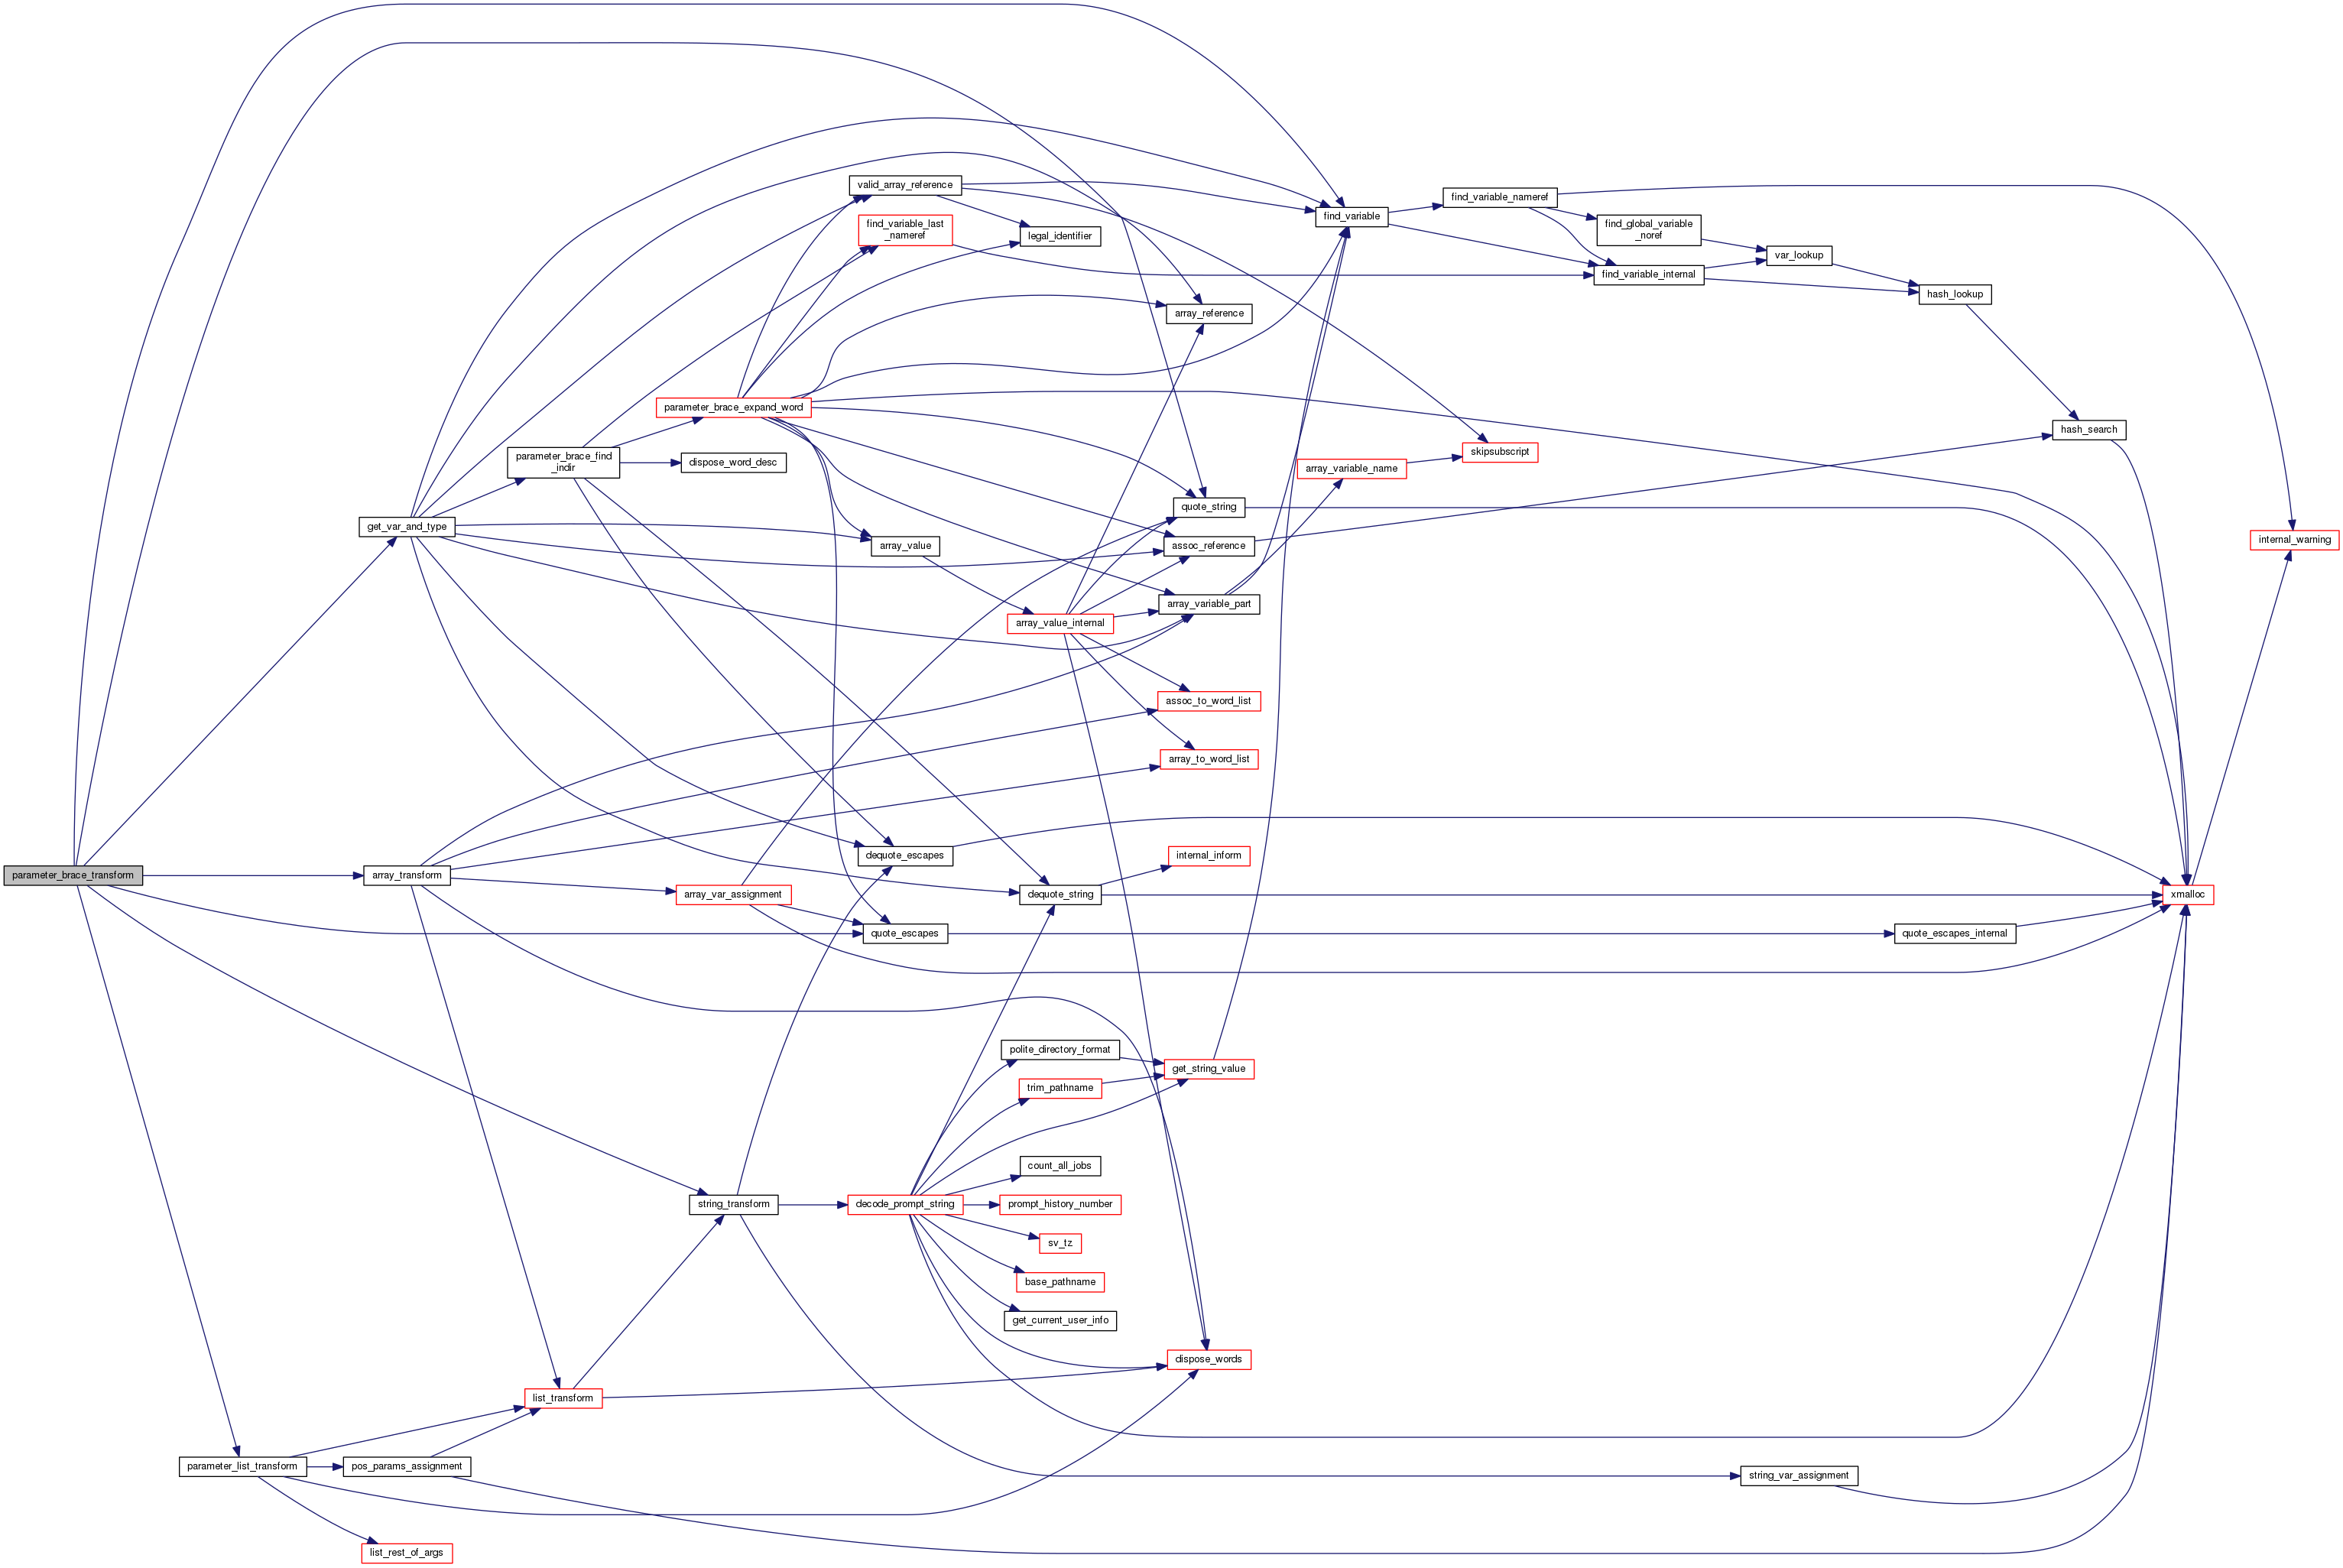 valid_array_reference
find_variable_nameref
find_variable
find_variable_last
_nameref
find_global_variable
_noref
legal_identifier
var_lookup
find_variable_internal
hash_lookup
array_reference
parameter_brace_expand_word
hash_search
skipsubscript
parameter_brace_find
_indir
dispose_word_desc
array_variable_name
quote_string
get_var_and_type
internal_warning
array_value
assoc_reference
array_variable_part
array_value_internal
assoc_to_word_list
array_to_word_list
dequote_escapes
internal_inform
parameter_brace_transform
array_transform
array_var_assignment
dequote_string
xmalloc
quote_escapes
quote_escapes_internal
polite_directory_format
get_string_value
trim_pathname
count_all_jobs
string_transform
decode_prompt_string
prompt_history_number
sv_tz
base_pathname
get_current_user_info
dispose_words
list_transform
parameter_list_transform
pos_params_assignment
string_var_assignment
list_rest_of_args